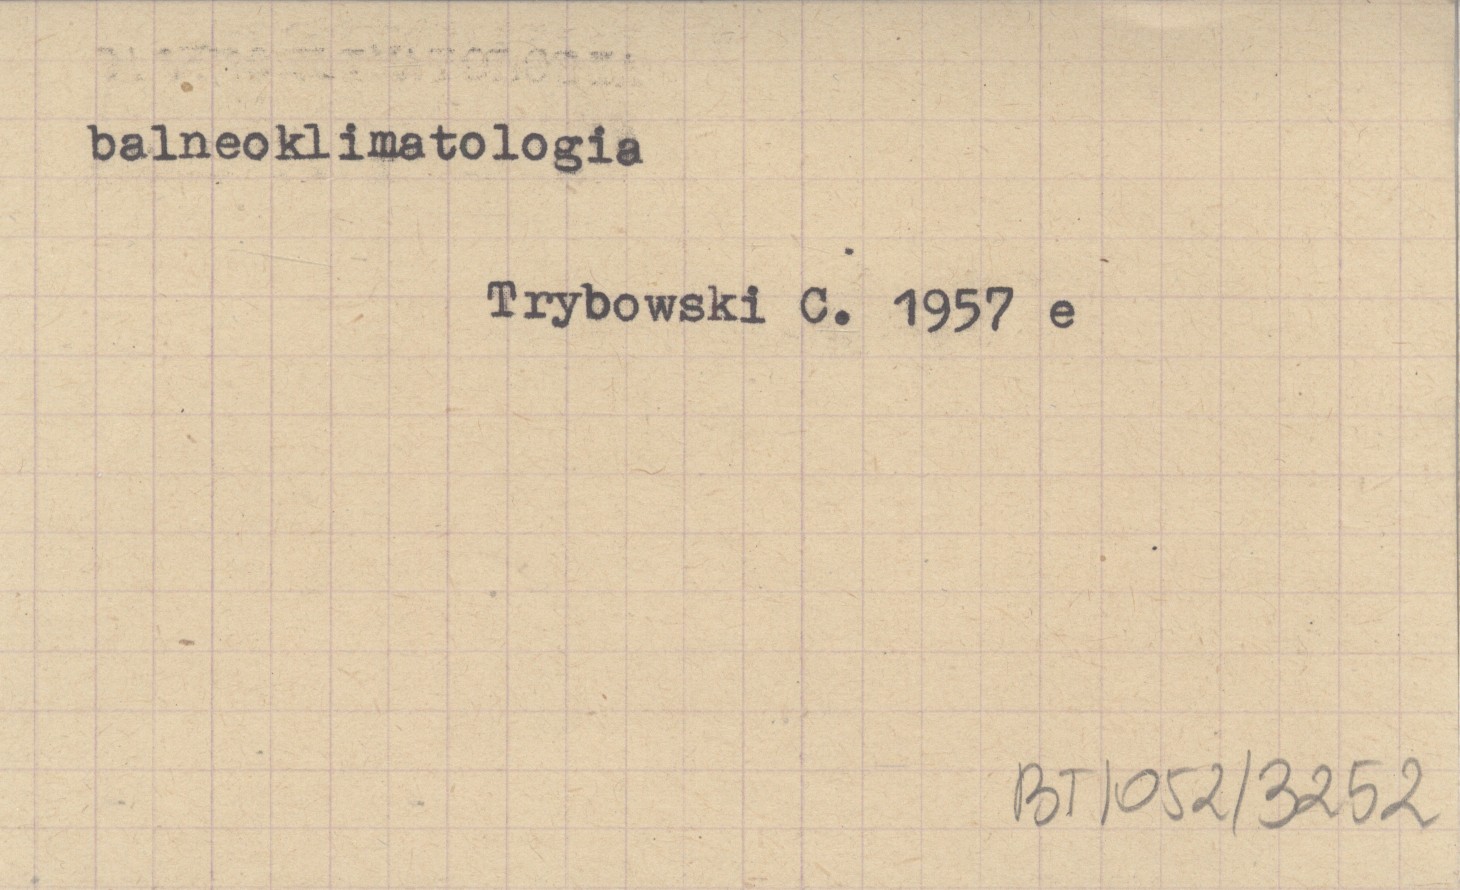 balneoklimatologia
Trybowski C. 1957 e
BT/052/3252